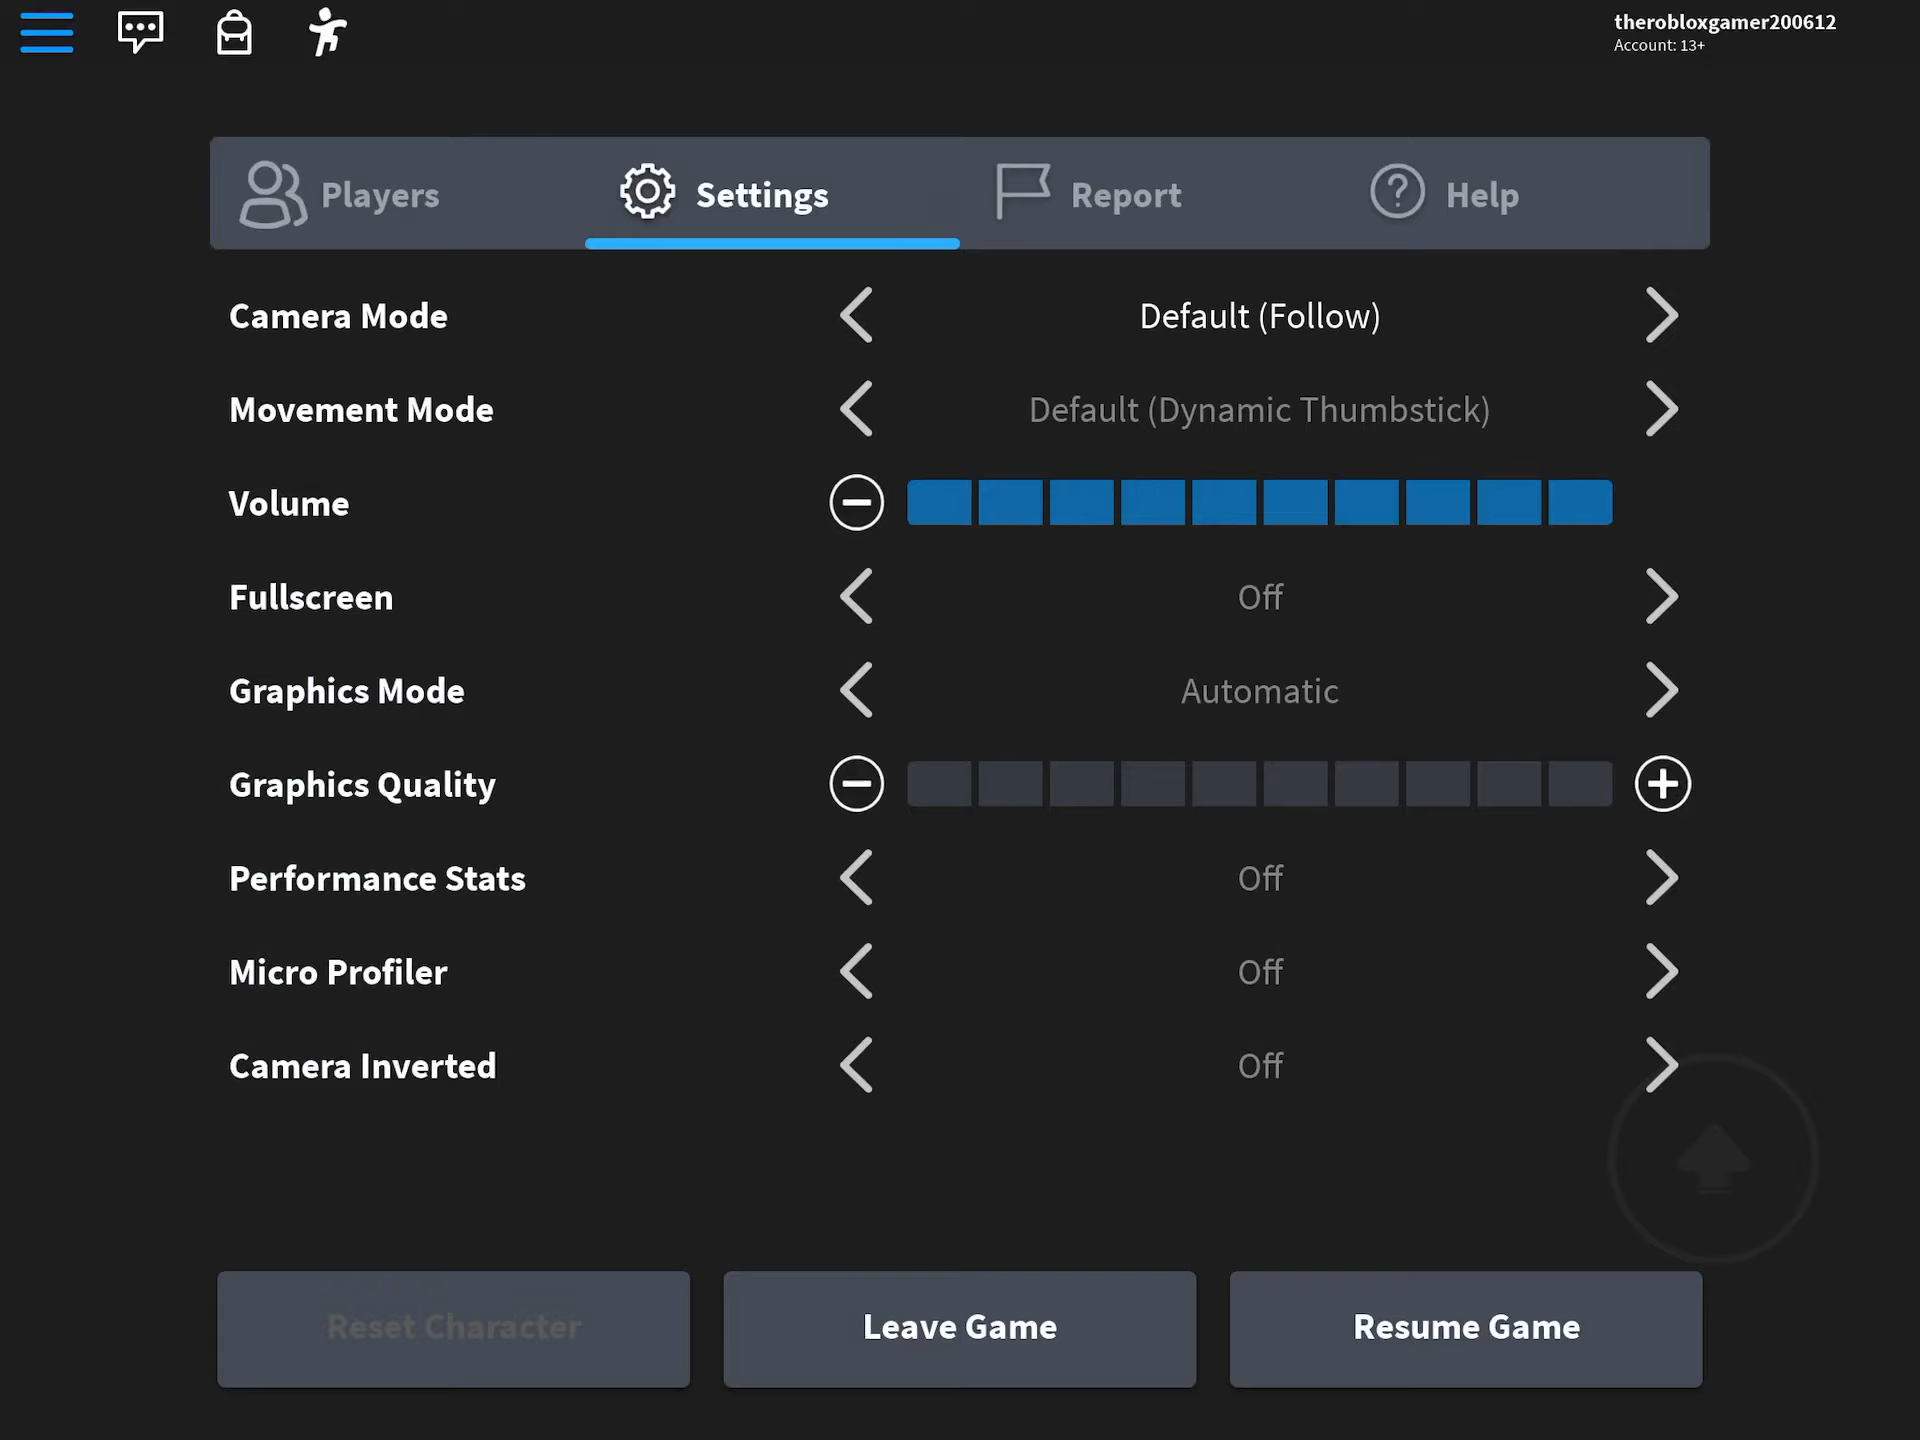 therobloxgamer200612
Account: 13+
Players
Settings
Report
Help
Camera Mode
Default (Follow)
Movement Mode
Default (Dynamic Thumbstick)
Volume
Fullscreen
Off
Graphics Mode
Automatic
Graphics Quality
Performance Stats
Off
Micro Profiler
Off
Camera Inverted
Off
Reset Character
Leave Game
Resume Game